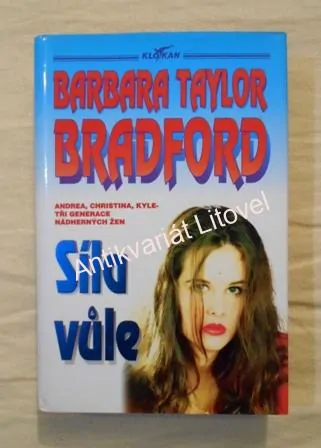 KLOKAN
BARBARA TAYLOR
BRADFORD
ANDREA, CHRISTINA, KYLE-
TŘI GENERACE
NÁDHERNÝCH ŽEN
Antikvariát Litovel
Síla
vůle